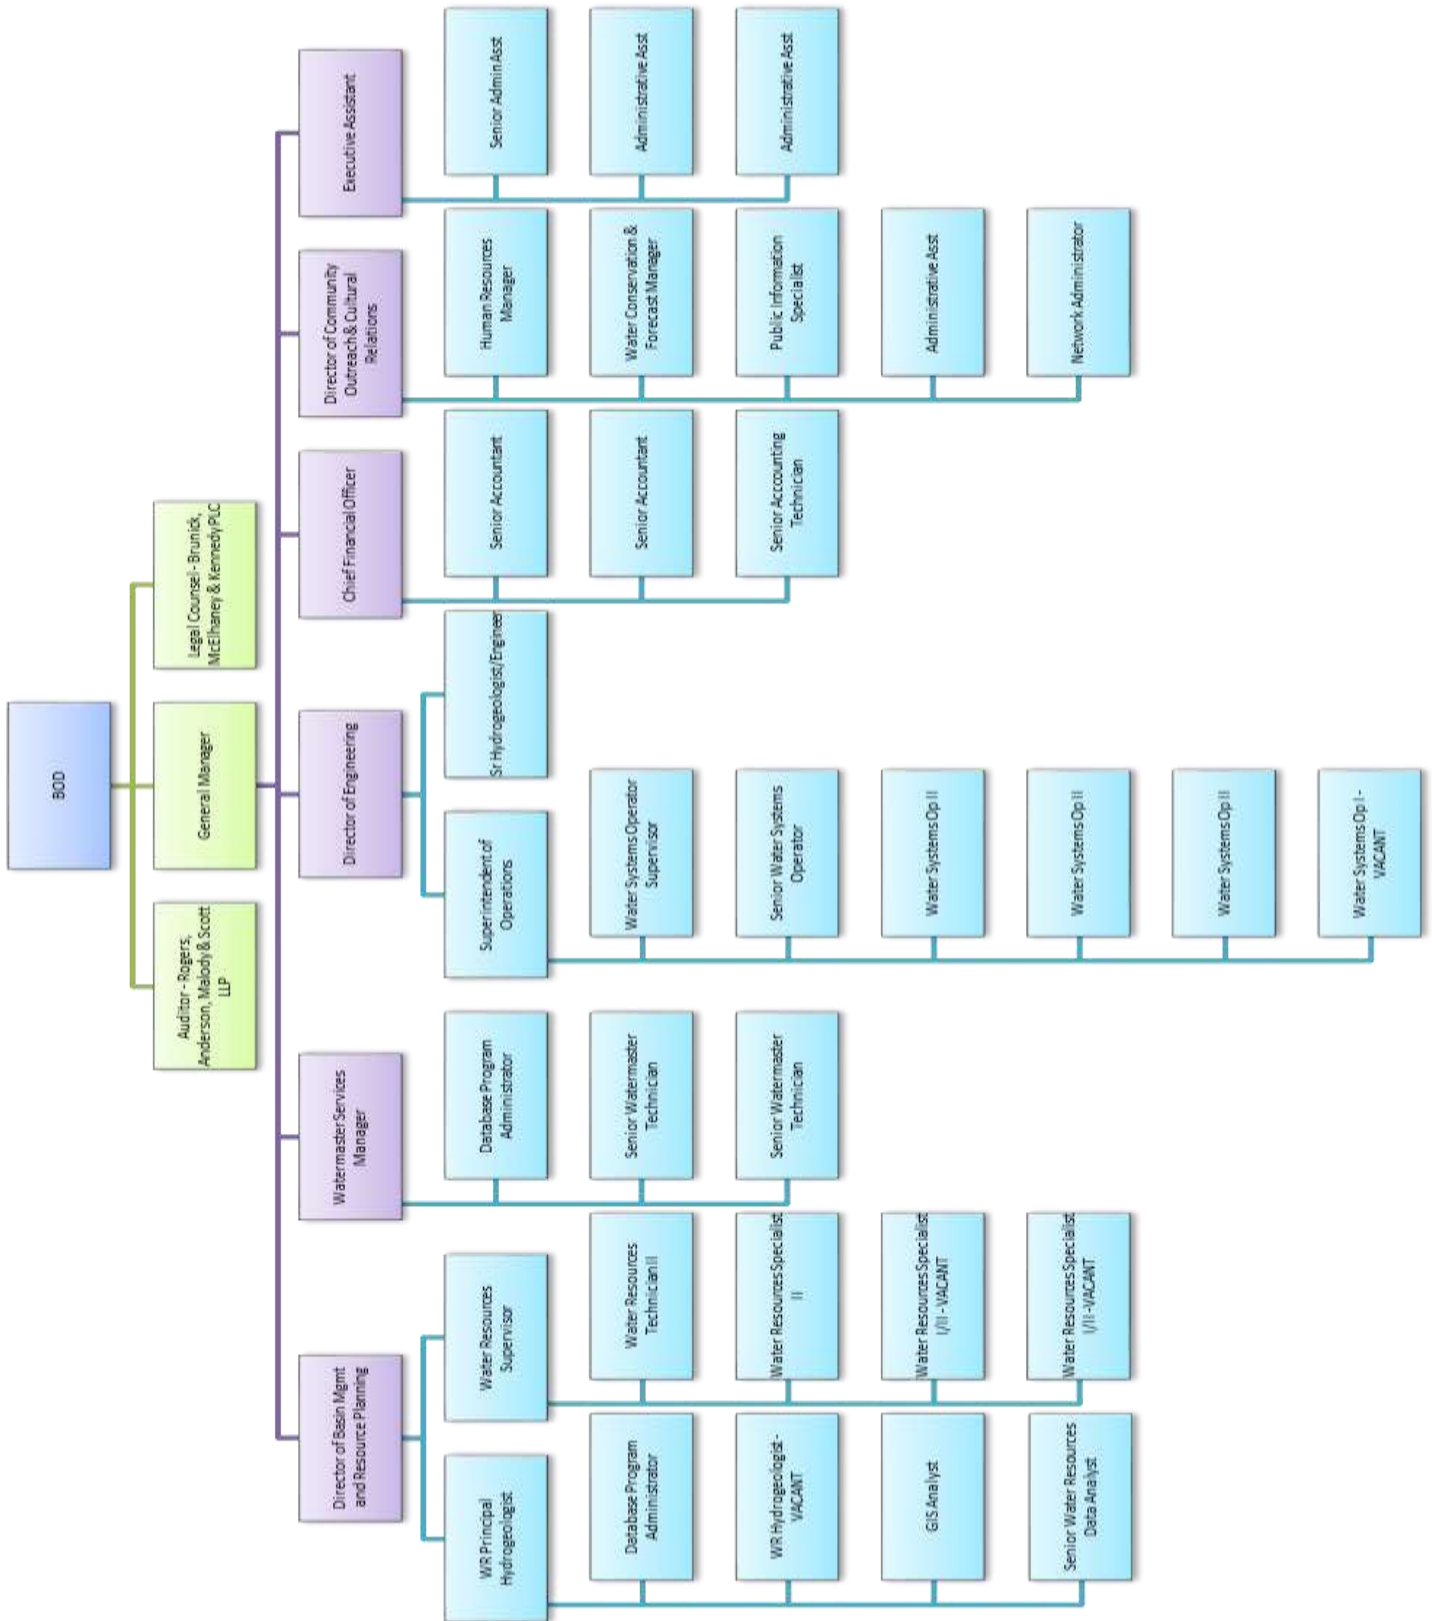 BOD
Auditor - Rogers,
Anderson, Malody & Scott
LLP
General Manager
Legal Counsel - Brunick,
McElhaney & Kennedy PLC
Director of Basin Mgmt
and Resource Planning
Watermaster Services
Manager
Director of Engineering
Chief Financial Officer
Director of Community
Outreach & Cultural
Relations
Executive Assistant
WR Principal
Hydrogeologist
Database Program
Administrator
WR Hydrogeologist -
VACANT
GIS Analyst
Senior Water Resources
Data Analyst
Water Resources
Supervisor
Water Resources
Technician II
Water Resources Specialist
II
Water Resources Specialist
I/II - VACANT
Water Resources Specialist
I/II - VACANT
Database Program
Administrator
Senior Watermaster
Technician
Senior Watermaster
Technician
Superintendent of
Operations
Water Systems Operator
Supervisor
Senior Water Systems
Operator
Water Systems Op II
Water Systems Op II
Water Systems Op II
Water Systems Op I -
VACANT
Sr Hydrogeologist/Engineer
Senior Accountant
Senior Accountant
Senior Accounting
Technician
Human Resources
Manager
Water Conservation &
Forecast Manager
Public Information
Specialist
Administrative Asst
Network Administrator
Senior Admin Asst
Administrative Asst
Administrative Asst